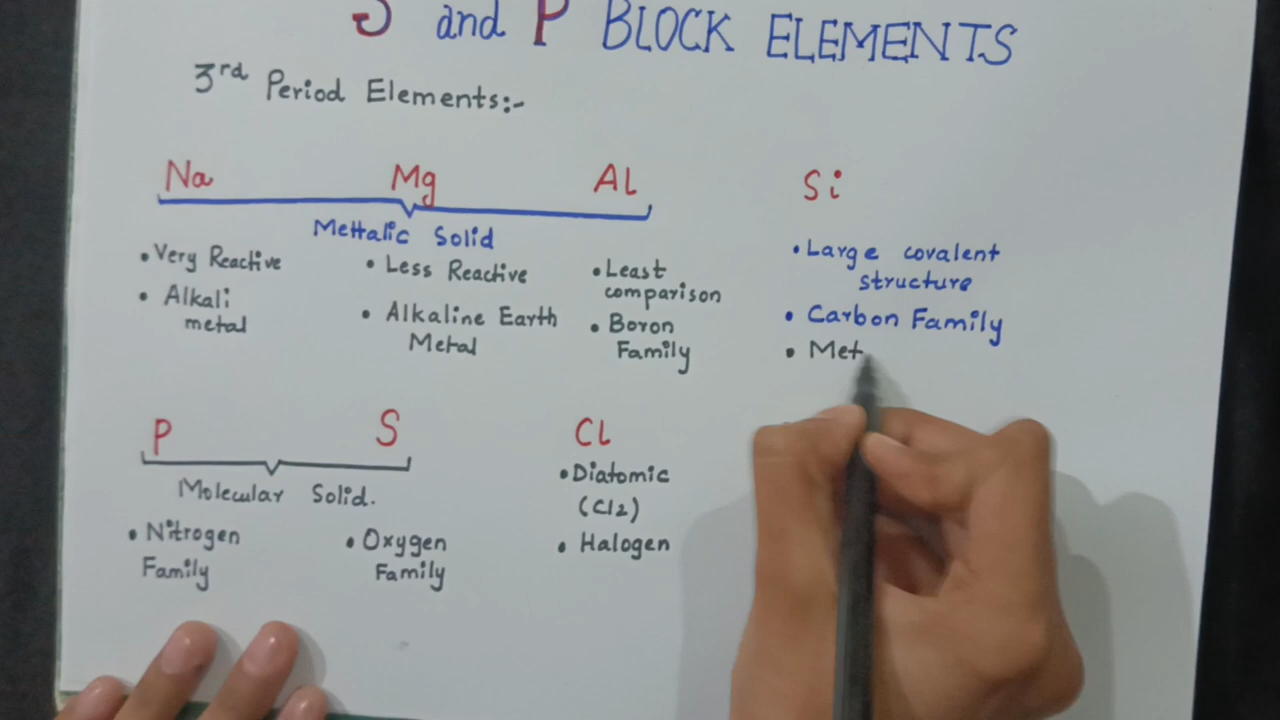 S and P BLOCK ELEMENTS
3rd Period Elements:-
Na Mg Al Si
Mettalic Solid
• Very Reactive
• Alkali
metal
• Less Reactive
• Alkaline Earth
Metal
• Least
comparison
• Boron
Family
• Large covalent
structure
• Carbon Family
• Met
P S Cl
Molecular Solid.
• Nitrogen
Family
• Oxygen
Family
• Diatomic
(Cl2)
• Halogen